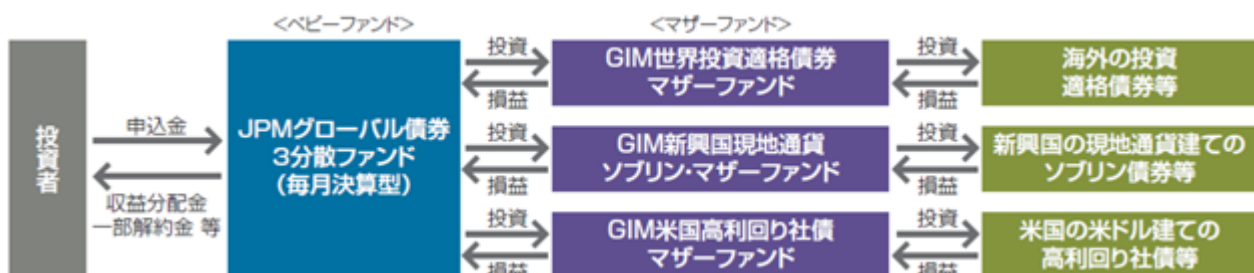 <ベビーファンド>
<マザーファンド>
投資者
申込金
収益分配金
一部解約金 等
JPMグローバル債券
3分散ファンド
(毎月決算型)
投資
損益
GIM世界投資適格債券
マザーファンド
投資
損益
海外の投資
適格債券等
投資
損益
GIM新興国現地通貨
ソブリン・マザーファンド
投資
損益
新興国の現地通貨建ての
ソブリン債券等
投資
損益
GIM米国高利回り社債
マザーファンド
投資
損益
米国の米ドル建ての
高利回り社債等